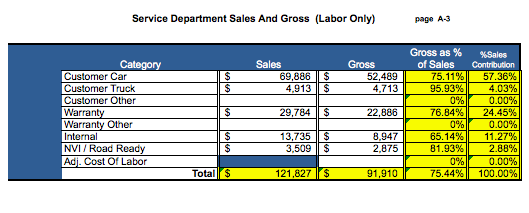 Service Department Sales And Gross (Labor Only) page A-3
Category Sales Gross Gross as % of Sales %Sales Contribution
Customer Car $ 69,886 $ 52,489 75.11% 57.36%
Customer Truck $ 4,913 $ 4,713 95.93% 4.03%
Customer Other 0% 0.00%
Warranty $ 29,784 $ 22,886 76.84% 24.45%
Warranty Other 0% 0.00%
Internal $ 13,735 $ 8,947 65.14% 11.27%
NVI / Road Ready $ 3,509 $ 2,875 81.93% 2.88%
Adj. Cost Of Labor 0% 0.00%
Total $ 121,827 $ 91,910 75.44% 100.00%